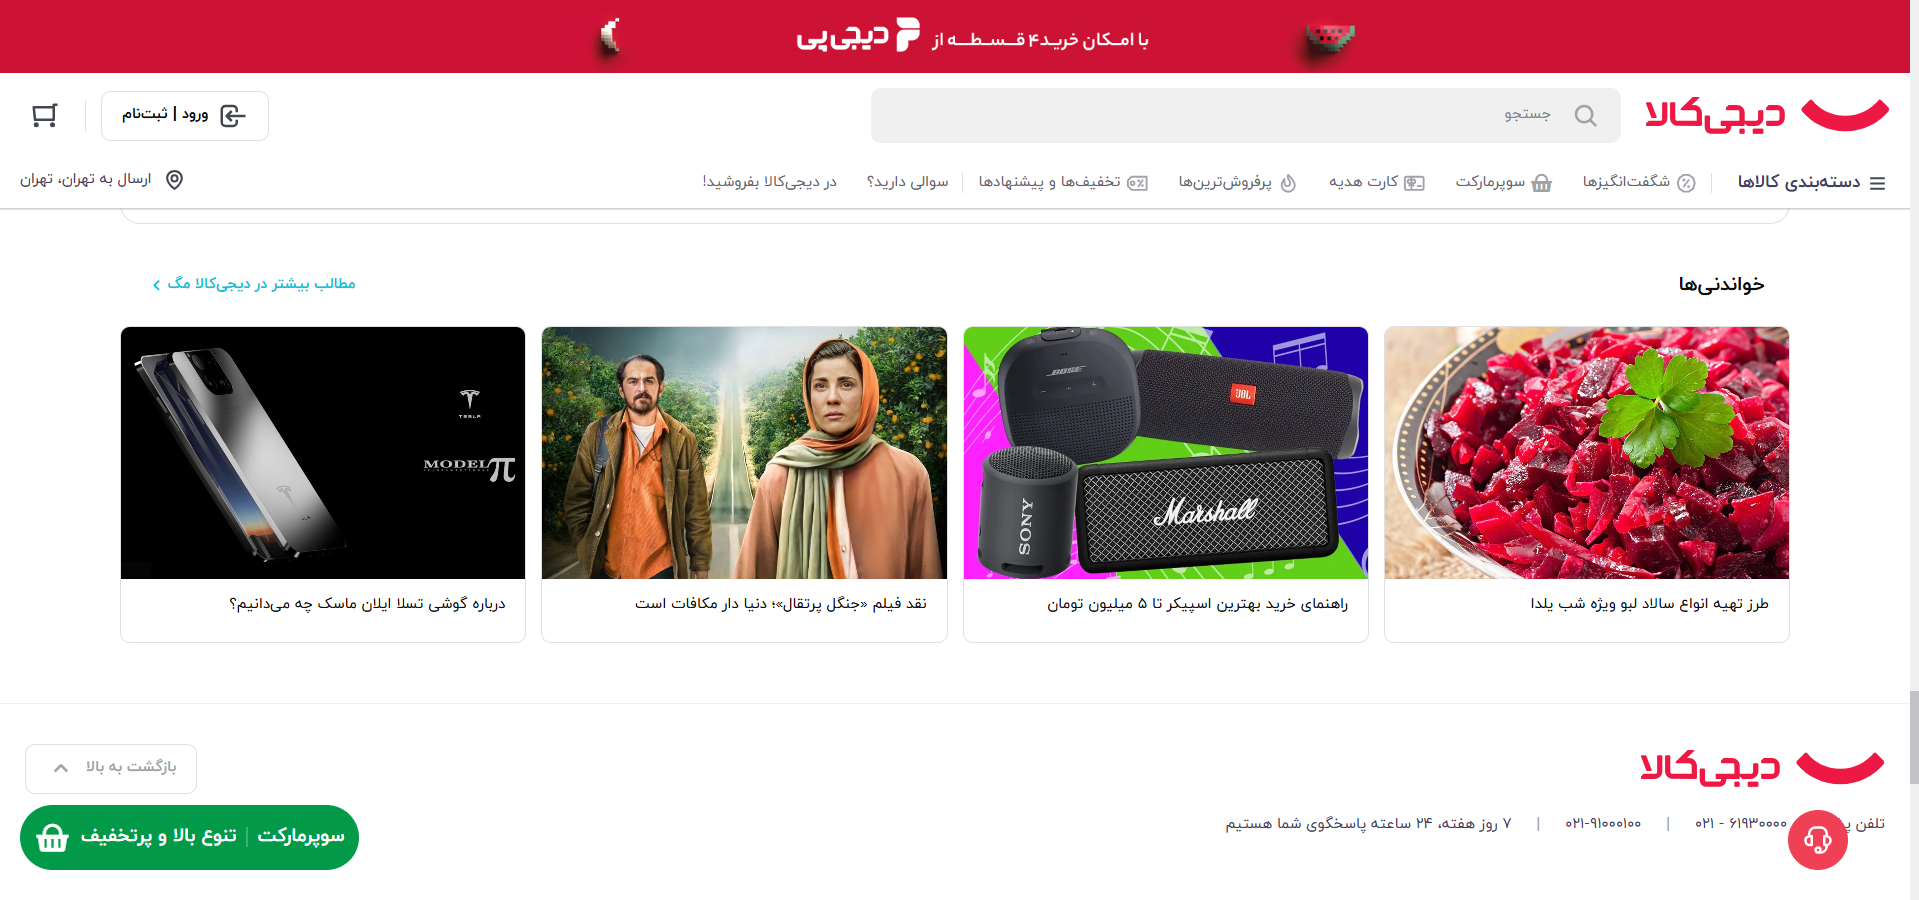 با امکان خرید ۴ قسطه از دیجی‌پی
دیجی‌کالا
جستجو
ورود | ثبت‌نام
دسته‌بندی کالاها
شگفت‌انگیزها
سوپرمارکت
کارت هدیه
پرفروش‌ترین‌ها
تخفیف‌ها و پیشنهادها
سوالی دارید؟
در دیجی‌کالا بفروشید!
ارسال به تهران، تهران
خواندنی‌ها
مطالب بیشتر در دیجی‌کالا مگ
BOSE
JBL
SONY
Marshall
TESLA
MODEL π
طرز تهیه انواع سالاد لبو ویژه شب یلدا
راهنمای خرید بهترین اسپیکر تا ۵ میلیون تومان
نقد فیلم «جنگل پرتقال»؛ دنیا دار مکافات است
درباره گوشی تسلا ایلان ماسک چه می‌دانیم؟
دیجی‌کالا
بازگشت به بالا
تلفن ۶۱۹۳۰۰۰۰ - ۰۲۱ | ۰۲۱-۹۱۰۰۰۱۰۰ | ۷ روز هفته، ۲۴ ساعته پاسخگوی شما هستیم
سوپرمارکت | تنوع بالا و پرتخفیف